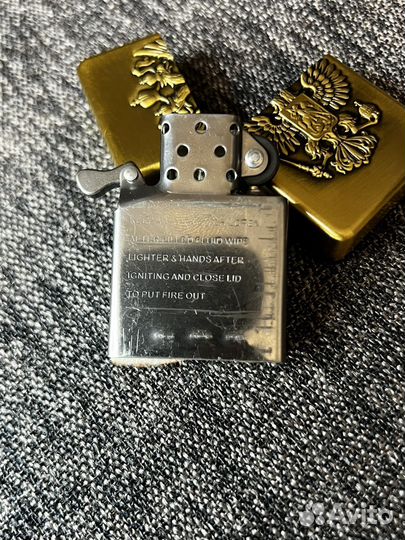 AFTER FILLED FLUID WIPE
LIGHTER & HANDS AFTER
IGNITING AND CLOSE LID
TO PUT FIRE OUT
Avito